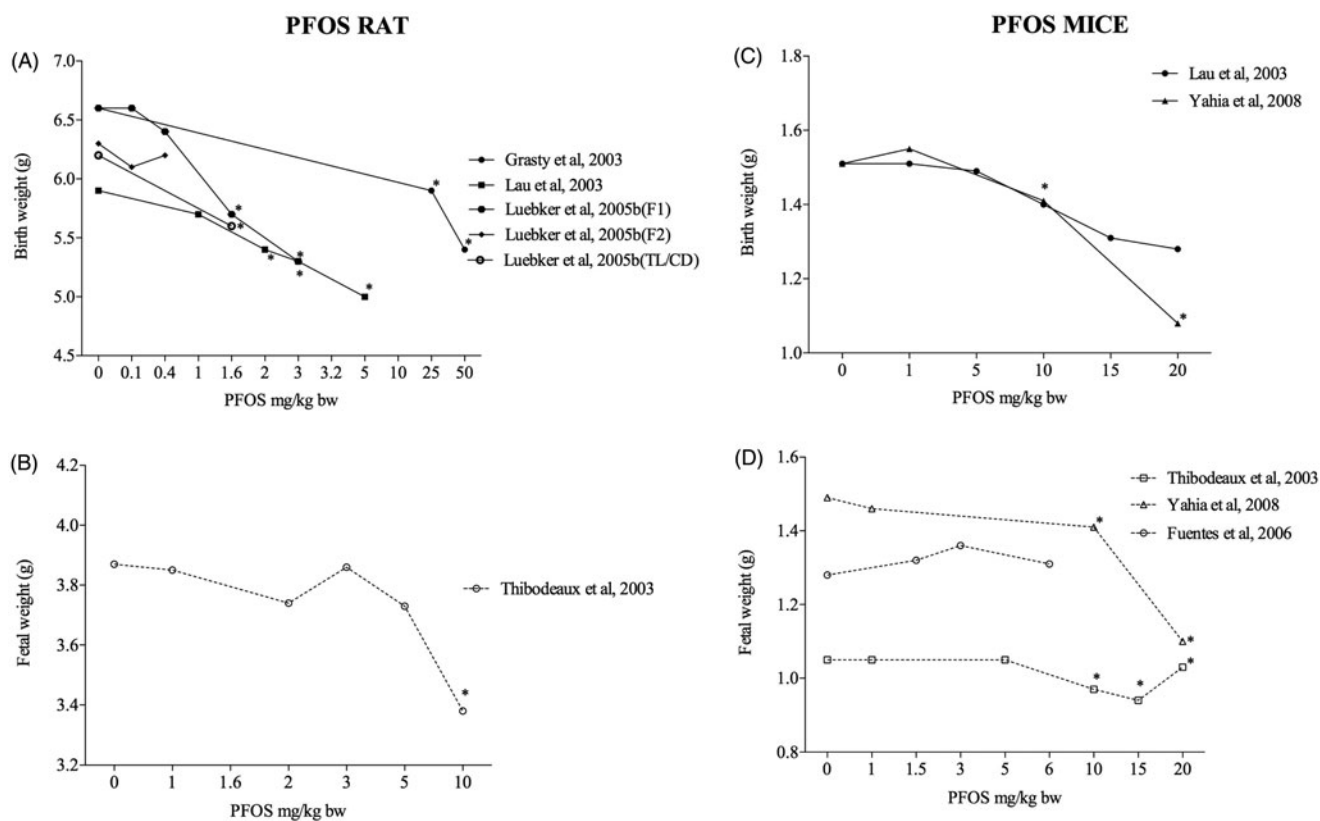 PFOS RAT
PFOS MICE
(A)
7.0
6.5
6.0
5.5
5.0
4.5
Birth weight (g)
0 0.1 0.4 1 1.6 2 3 3.2 5 10 25 50
PFOS mg/kg bw
* * * * * * * *
Grasty et al, 2003
Lau et al, 2003
Luebker et al, 2005b(F1)
Luebker et al, 2005b(F2)
Luebker et al, 2005b(TL/CD)
(C)
1.8
1.6
1.4
1.2
1.0
Birth weight (g)
0 1 5 10 15 20
PFOS mg/kg bw
* *
Lau et al, 2003
Yahia et al, 2008
(B)
4.2
4.0
3.8
3.6
3.4
3.2
Fetal weight (g)
0 1 1.6 2 3 5 10
PFOS mg/kg bw
*
Thibodeaux et al, 2003
(D)
1.6
1.4
1.2
1.0
0.8
Fetal weight (g)
0 1 1.5 3 5 6 10 15 20
PFOS mg/kg bw
* * * * *
Thibodeaux et al, 2003
Yahia et al, 2008
Fuentes et al, 2006